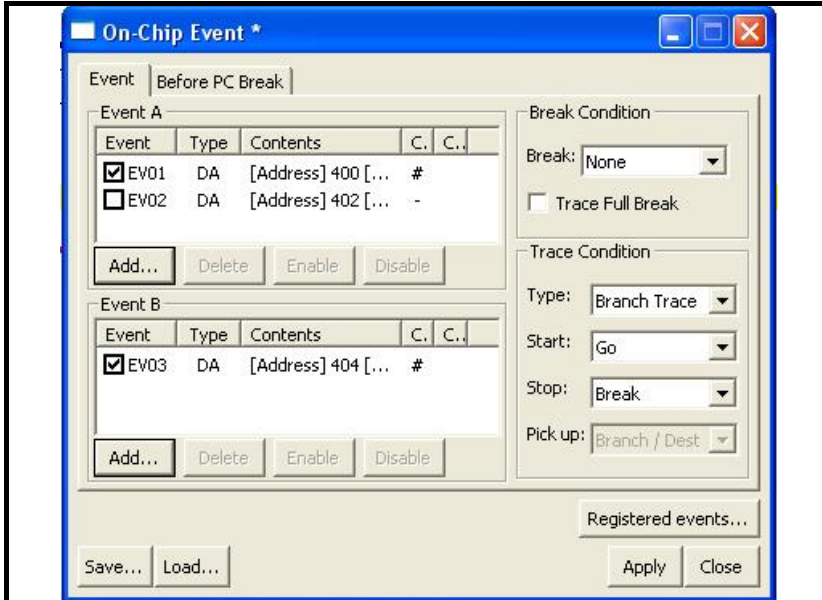 On-Chip Event *
Event Before PC Break
Event A
Event Type Contents C. C..
EV01 DA [Address] 400 [... #
EV02 DA [Address] 402 [... -
Add... Delete Enable Disable
Event B
Event Type Contents C. C..
EV03 DA [Address] 404 [... #
Add... Delete Enable Disable
Break Condition
Break: None
Trace Full Break
Trace Condition
Type: Branch Trace
Start: Go
Stop: Break
Pick up: Branch / Dest
Registered events...
Save... Load... Apply Close